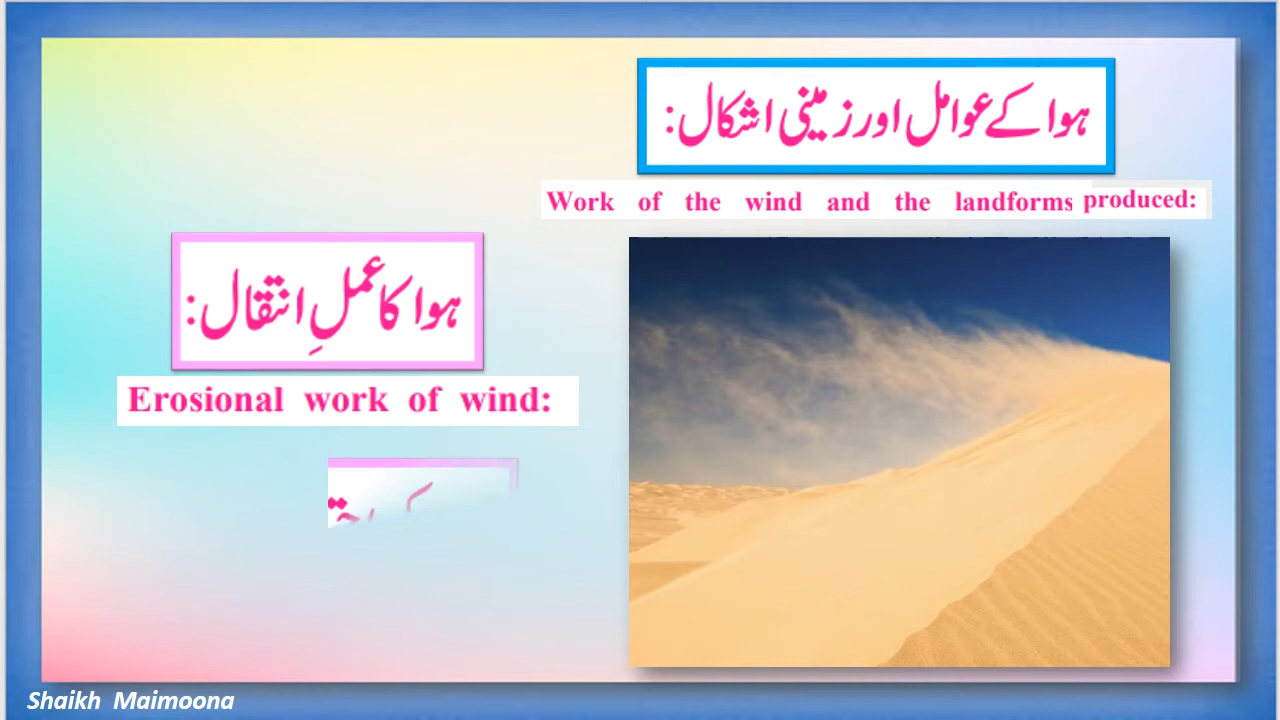 ہوا کے عوامل اور زمینی اشکال:
Work of the wind and the landforms produced:
ہوا کا عملِ انتقال:
Erosional work of wind:
Shaikh Maimoona